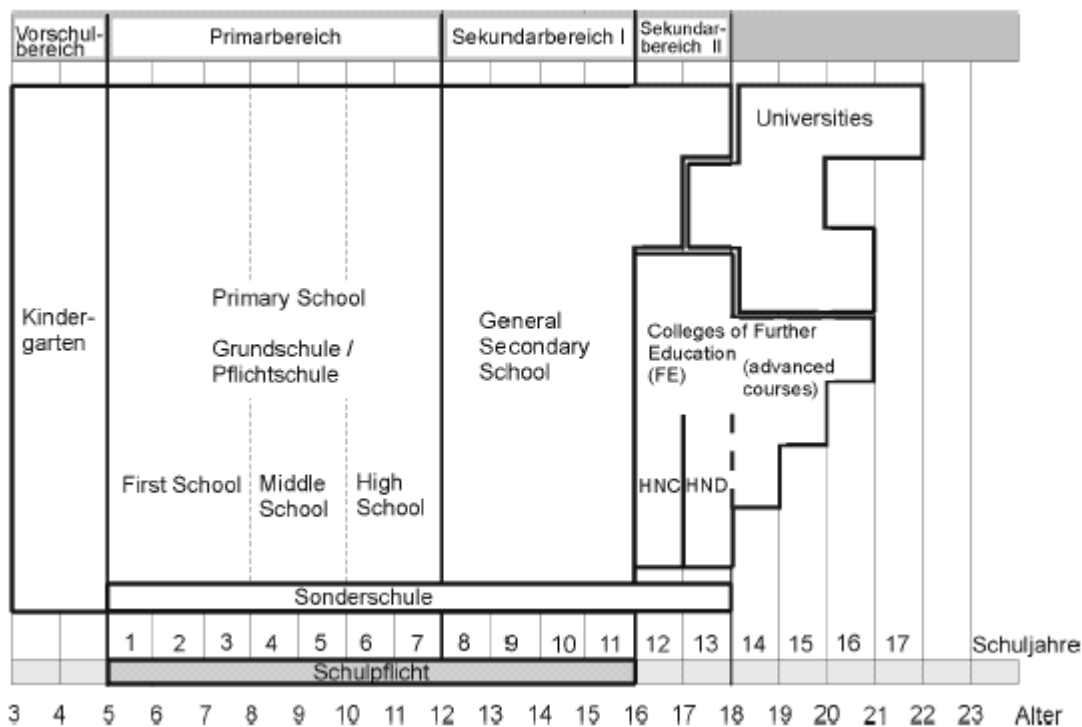 Vorschul-
bereich
Primarbereich
Sekundarbereich I
Sekundar-
bereich II
Universities
Kinder-
garten
Primary School
Grundschule /
Pflichtschule
General
Secondary
School
Colleges of Further
Education
(FE)
(advanced
courses)
First School
Middle
School
High
School
HNC
HND
Sonderschule
1 2 3 4 5 6 7 8 9 10 11 12 13 14 15 16 17 Schuljahre
Schulpflicht
3 4 5 6 7 8 9 10 11 12 13 14 15 16 17 18 19 20 21 22 23 Alter